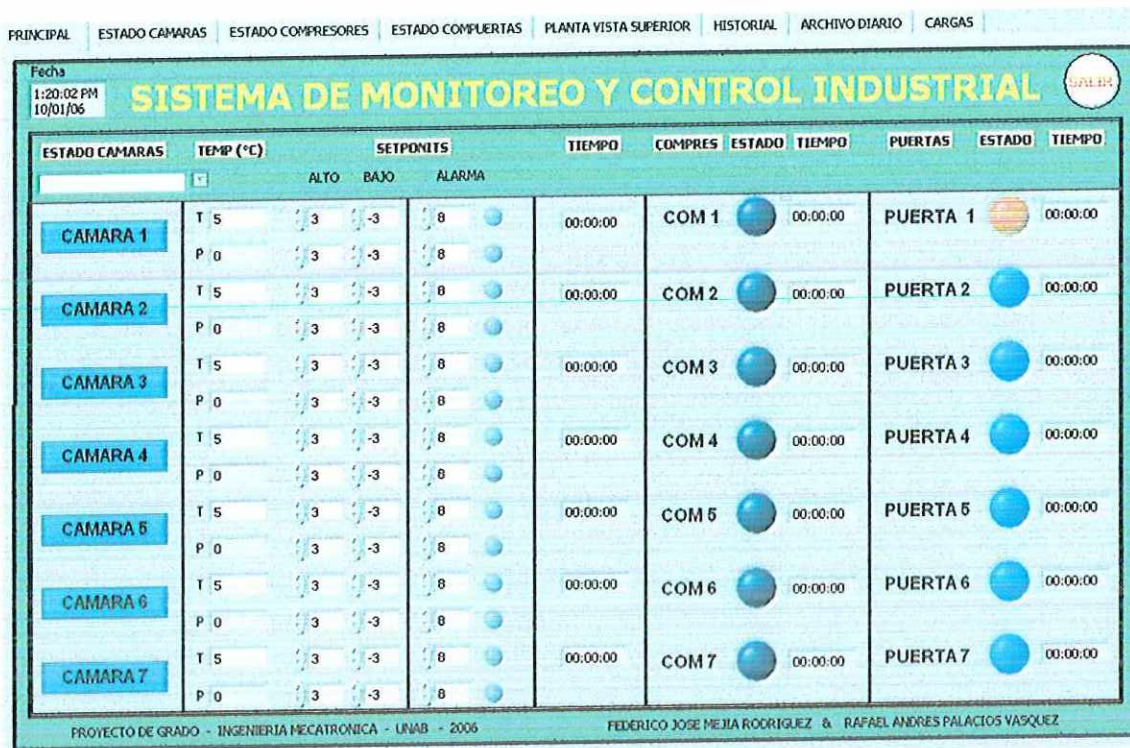 PRINCIPAL ESTADO CAMARAS ESTADO COMPRESORES ESTADO COMPUERTAS PLANTA VISTA SUPERIOR HISTORIAL ARCHIVO DIARIO CARGAS
Fecha
1:20:02 PM
10/01/06
SISTEMA DE MONITOREO Y CONTROL INDUSTRIAL SALIR
ESTADO CAMARAS TEMP (°C) SETPONITS TIEMPO COMPRES ESTADO TIEMPO PUERTAS ESTADO TIEMPO
ALTO BAJO ALARMA
CAMARA 1 T 5 3 -3 8 00:00:00 COM 1 00:00:00 PUERTA 1 00:00:00
P 0 3 -3 8
CAMARA 2 T 5 3 -3 8 00:00:00 COM 2 00:00:00 PUERTA 2 00:00:00
P 0 3 -3 8
CAMARA 3 T 5 3 -3 8 00:00:00 COM 3 00:00:00 PUERTA 3 00:00:00
P 0 3 -3 8
CAMARA 4 T 5 3 -3 8 00:00:00 COM 4 00:00:00 PUERTA 4 00:00:00
P 0 3 -3 8
CAMARA 5 T 5 3 -3 8 00:00:00 COM 5 00:00:00 PUERTA 5 00:00:00
P 0 3 -3 8
CAMARA 6 T 5 3 -3 8 00:00:00 COM 6 00:00:00 PUERTA 6 00:00:00
P 0 3 -3 8
CAMARA 7 T 5 3 -3 8 00:00:00 COM 7 00:00:00 PUERTA 7 00:00:00
P 0 3 -3 8
PROYECTO DE GRADO - INGENIERIA MECATRONICA - UNAB - 2006 FEDERICO JOSE MEJIA RODRIGUEZ & RAFAEL ANDRES PALACIOS VASQUEZ